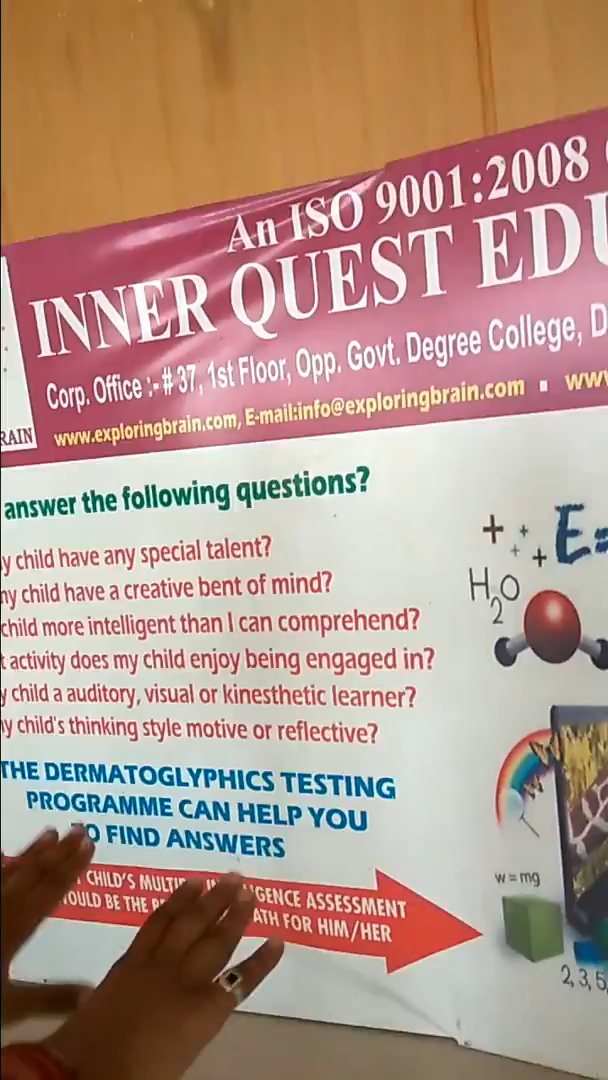 An ISO 9001:2008
INNER QUEST EDU
Corp. Office :- # 37, 1st Floor, Opp. Govt. Degree College, D
RAIN
www.exploringbrain.com, E-mail:info@exploringbrain.com ▪ www
answer the following questions?
y child have any special talent?
ny child have a creative bent of mind?
child more intelligent than I can comprehend?
t activity does my child enjoy being engaged in?
y child a auditory, visual or kinesthetic learner?
y child's thinking style motive or reflective?
THE DERMATOGLYPHICS TESTING
PROGRAMME CAN HELP YOU
TO FIND ANSWERS
CHILD'S MULTI GENCE ASSESSMENT
OULD BE THE ATH FOR HIM/HER
+ + + +
E=
H2O
w = mg
2, 3, 5,